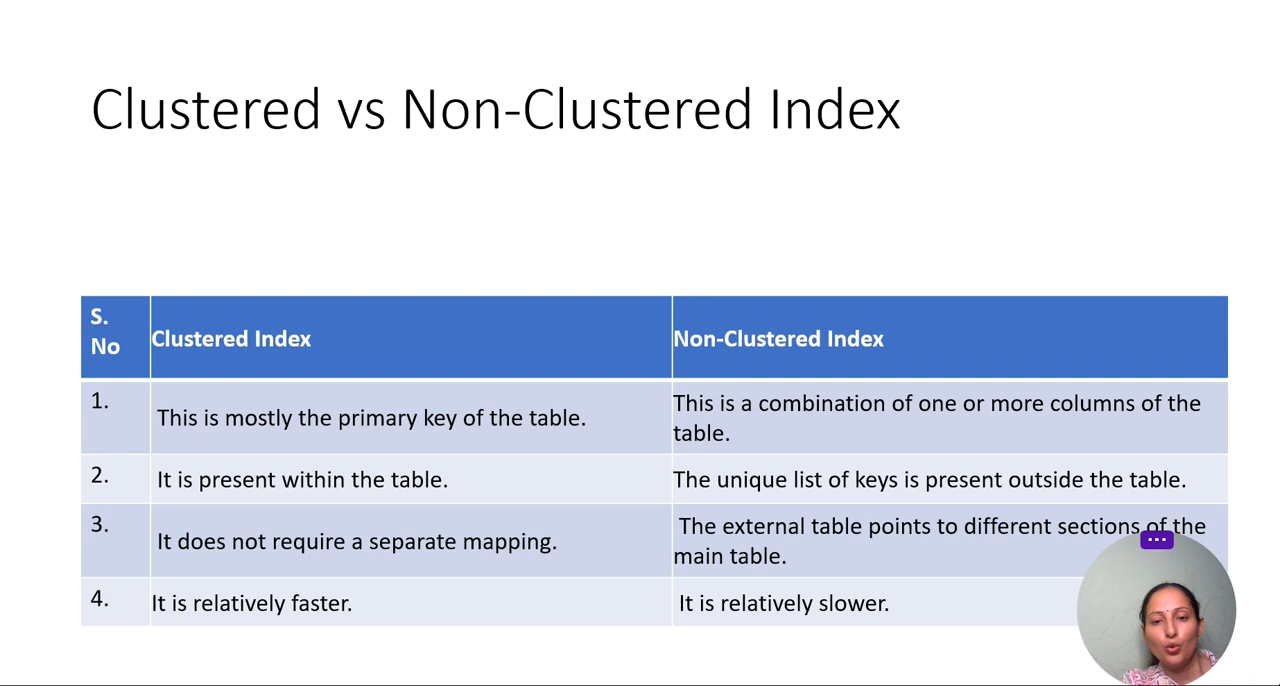 Clustered vs Non-Clustered Index
S.
No
Clustered Index
Non-Clustered Index
1.
This is mostly the primary key of the table.
This is a combination of one or more columns of the
table.
2.
It is present within the table.
The unique list of keys is present outside the table.
3.
It does not require a separate mapping.
The external table points to different sections of the
main table.
4.
It is relatively faster.
It is relatively slower.